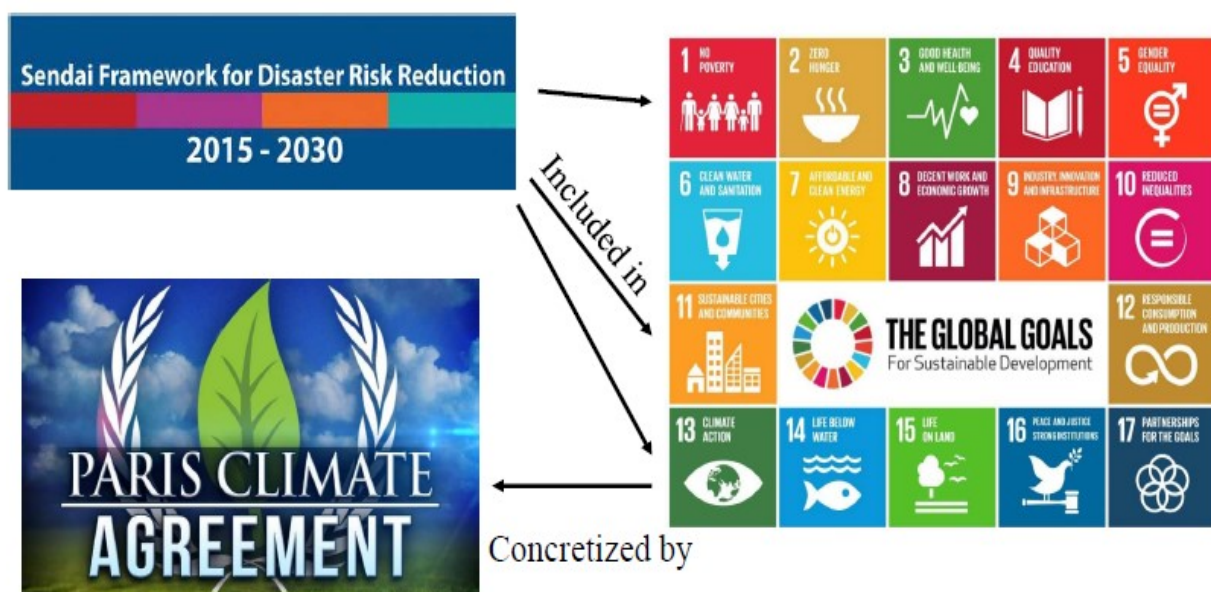 Sendai Framework for Disaster Risk Reduction
2015 - 2030
Included in
PARIS CLIMATE
AGREEMENT
Concretized by
1 NO
POVERTY
2 ZERO
HUNGER
3 GOOD HEALTH
AND WELL-BEING
4 QUALITY
EDUCATION
5 GENDER
EQUALITY
6 CLEAN WATER
AND SANITATION
7 AFFORDABLE AND
CLEAN ENERGY
8 DECENT WORK AND
ECONOMIC GROWTH
9 INDUSTRY, INNOVATION
AND INFRASTRUCTURE
10 REDUCED
INEQUALITIES
11 SUSTAINABLE CITIES
AND COMMUNITIES
THE GLOBAL GOALS
For Sustainable Development
12 RESPONSIBLE
CONSUMPTION
AND PRODUCTION
13 CLIMATE
ACTION
14 LIFE BELOW
WATER
15 LIFE
ON LAND
16 PEACE AND JUSTICE
STRONG INSTITUTIONS
17 PARTNERSHIPS
FOR THE GOALS